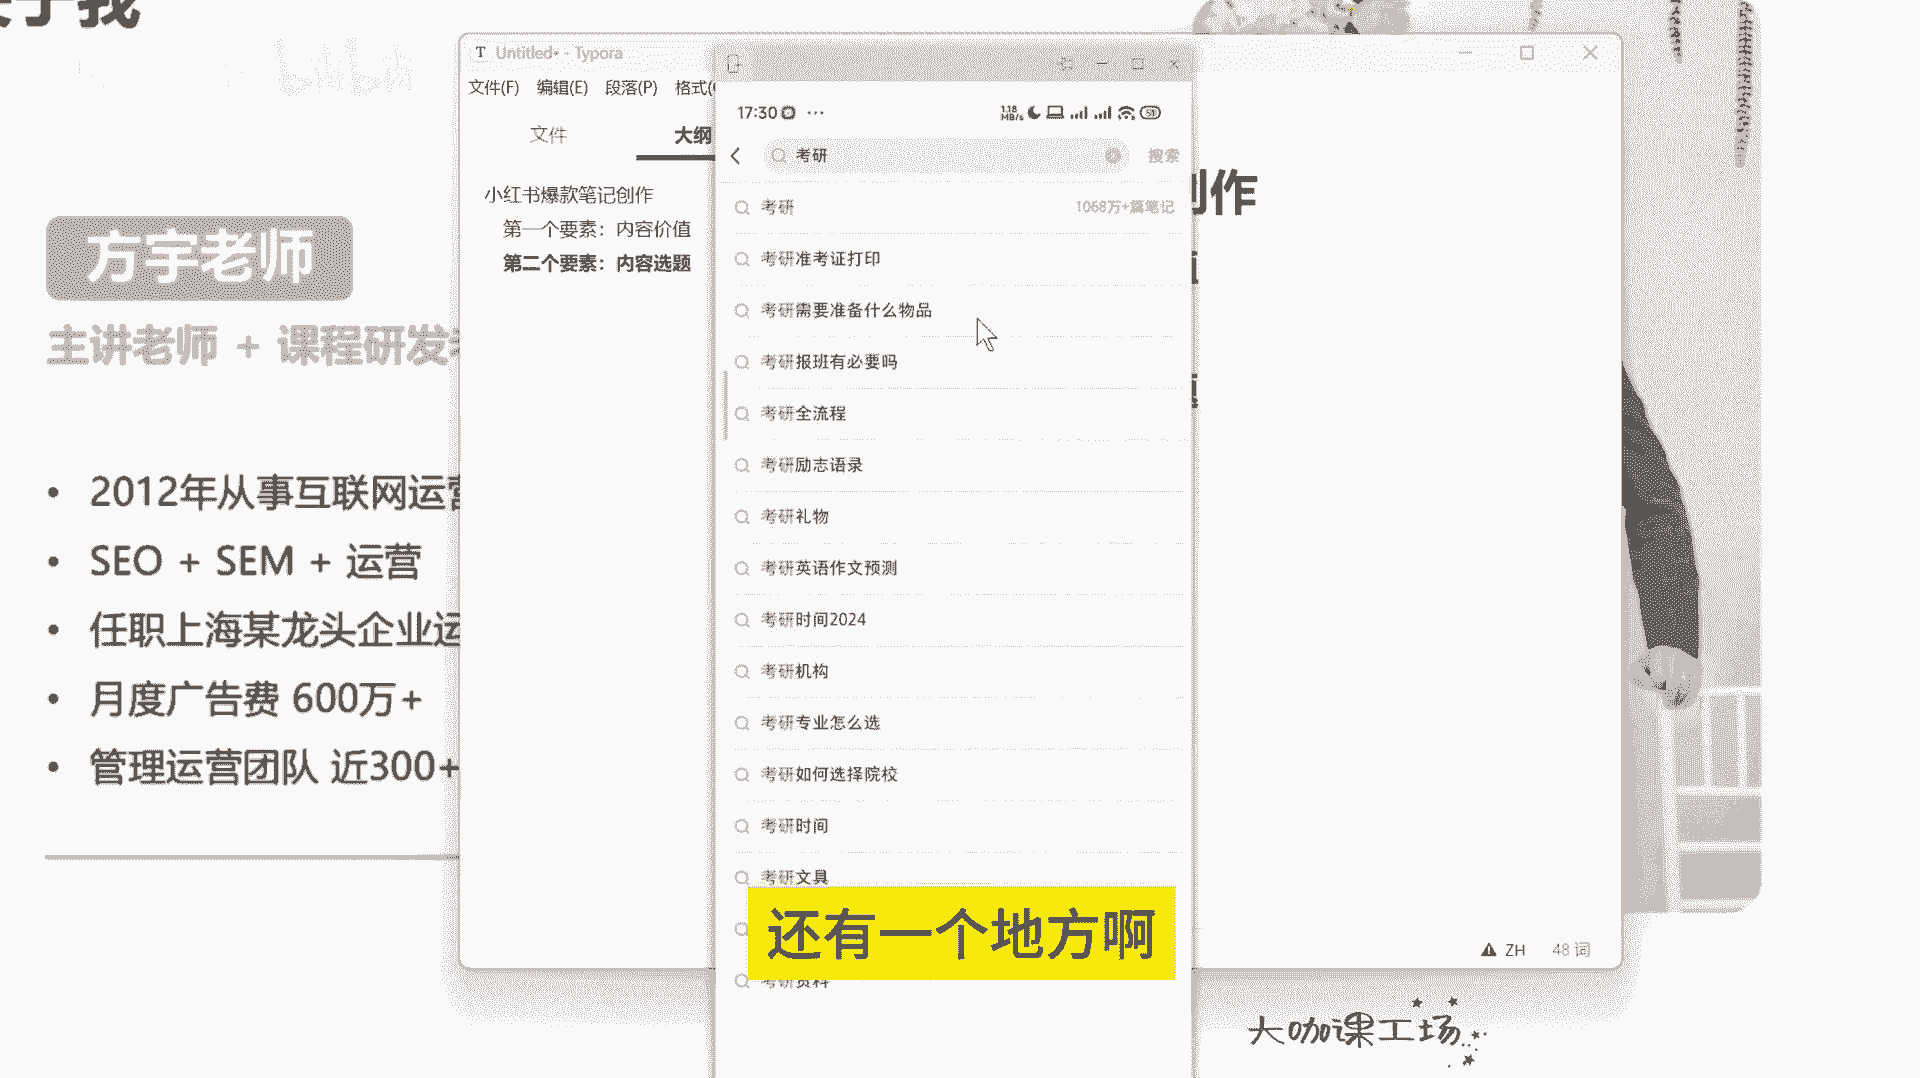 bilibili
方宇老师
主讲老师 + 课程研发
2012年从事互联网运营
SEO + SEM + 运营
任职上海某龙头企业运
月度广告费 600万+
管理运营团队 近300+
Untitled• - Typora
文件(F) 编辑(E) 段落(P) 格式(
文件
大纲
小红书爆款笔记创作
第一个要素：内容价值
第二个要素：内容选题
17:30
1.18 MB/s
51
考研
搜索
考研
1068万+篇笔记
考研准考证打印
考研需要准备什么物品
考研报班有必要吗
考研全流程
考研励志语录
考研礼物
考研英语作文预测
考研时间2024
考研机构
考研专业怎么选
考研如何选择院校
考研时间
考研文具
考研资料
还有一个地方啊
创作
ZH 48 词
大咖课工场